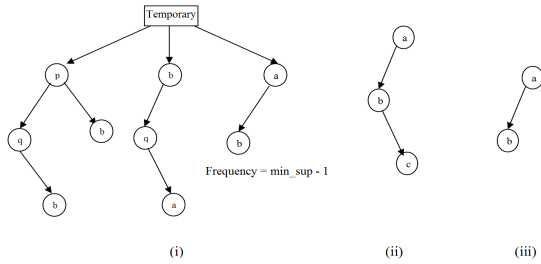 Temporary
a
p b a a
b
q b q b b
c
Frequency = min_sup - 1
b a
(i) (ii) (iii)